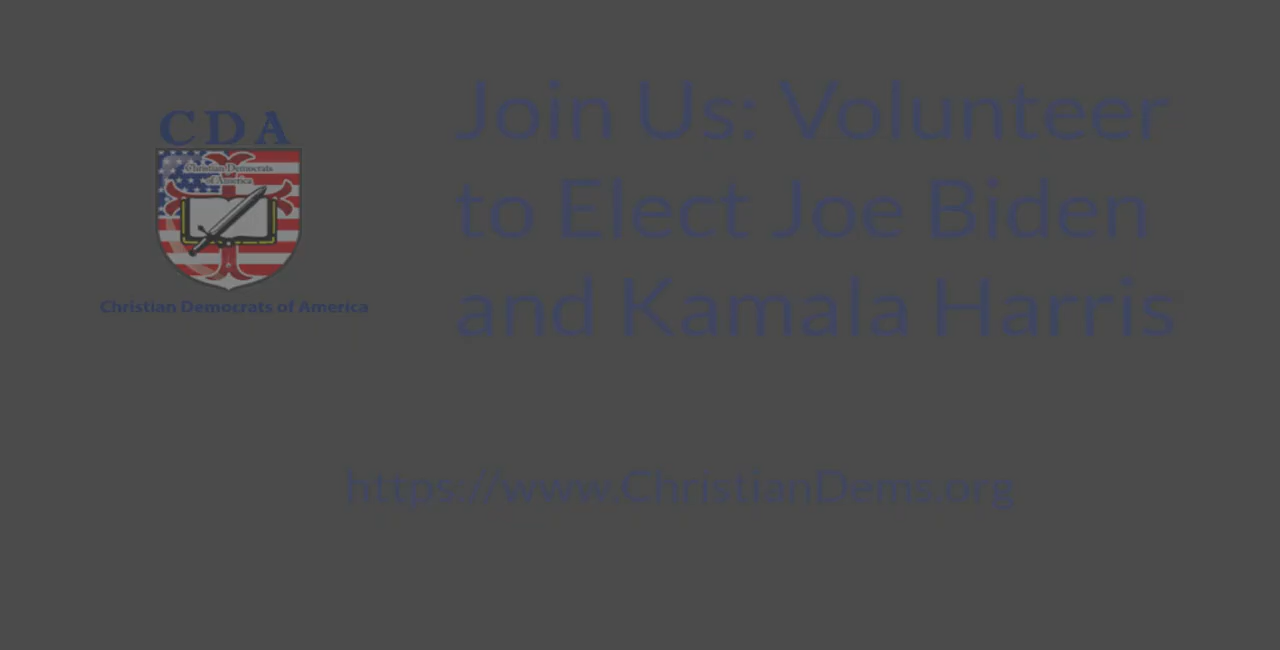 CDA
Christian Democrats
of America
Christian Democrats of America
Join Us: Volunteer
to Elect Joe Biden
and Kamala Harris
https://www.ChristianDems.org